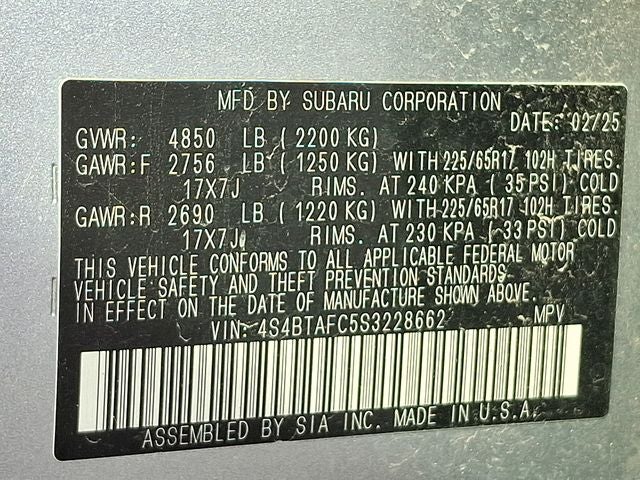 MFD BY SUBARU CORPORATION
DATE: 02/25
GVWR: 4850 LB (2200 KG)
GAWR:F 2756 LB (1250 KG) WITH 225/65R17 102H TIRES.
17X7J RIMS. AT 240 KPA (35 PSI) COLD
GAWR:R 2690 LB (1220 KG) WITH 225/65R17 102H TIRES.
17X7J RIMS. AT 230 KPA (33 PSI) COLD
THIS VEHICLE CONFORMS TO ALL APPLICABLE FEDERAL MOTOR
VEHICLE SAFETY AND THEFT PREVENTION STANDARDS
IN EFFECT ON THE DATE OF MANUFACTURE SHOWN ABOVE.
VIN: 4S4BTAFC5S3228662 MPV
ASSEMBLED BY SIA INC. MADE IN U.S.A.